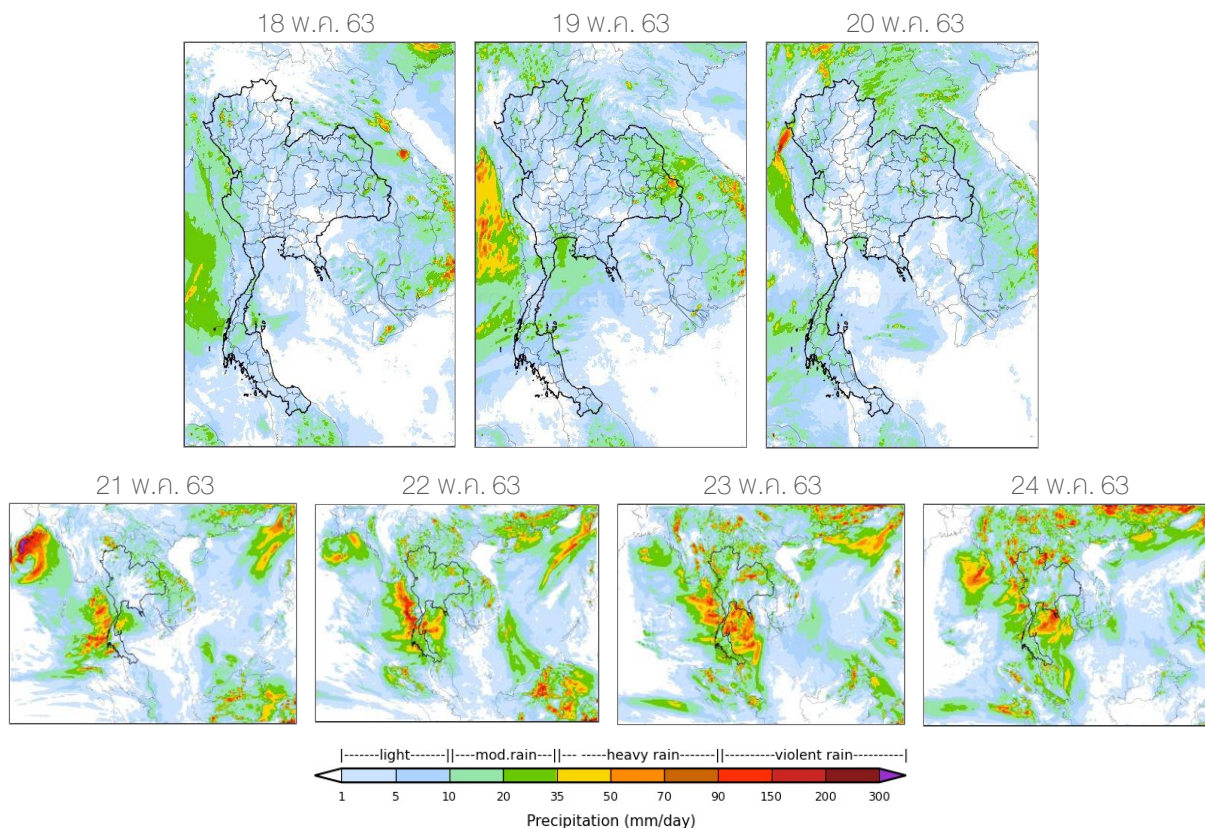 18 พ.ค. 63
19 พ.ค. 63
20 พ.ค. 63
21 พ.ค. 63
22 พ.ค. 63
23 พ.ค. 63
24 พ.ค. 63
|-------light-------||----mod.rain---||--- -----heavy rain-------||---------violent rain----------|
1 5 10 20 35 50 70 90 150 200 300
Precipitation (mm/day)